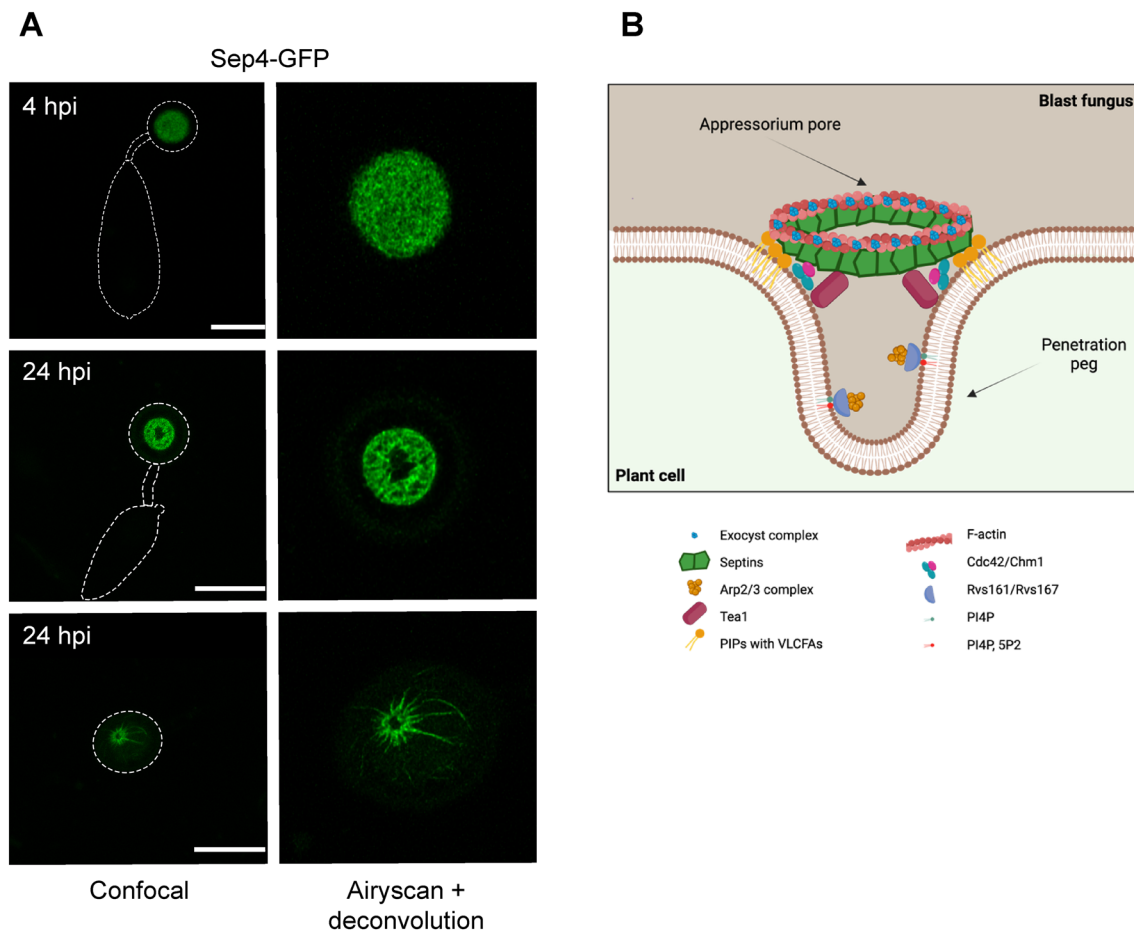 A
Sep4-GFP
4 hpi
24 hpi
24 hpi
Confocal
Airyscan +
deconvolution
B
Blast fungus
Appressorium pore
Penetration
peg
Plant cell
Exocyst complex
Septins
Arp2/3 complex
Tea1
PIPs with VLCFAs
F-actin
Cdc42/Chm1
Rvs161/Rvs167
PI4P
PI4P, 5P2